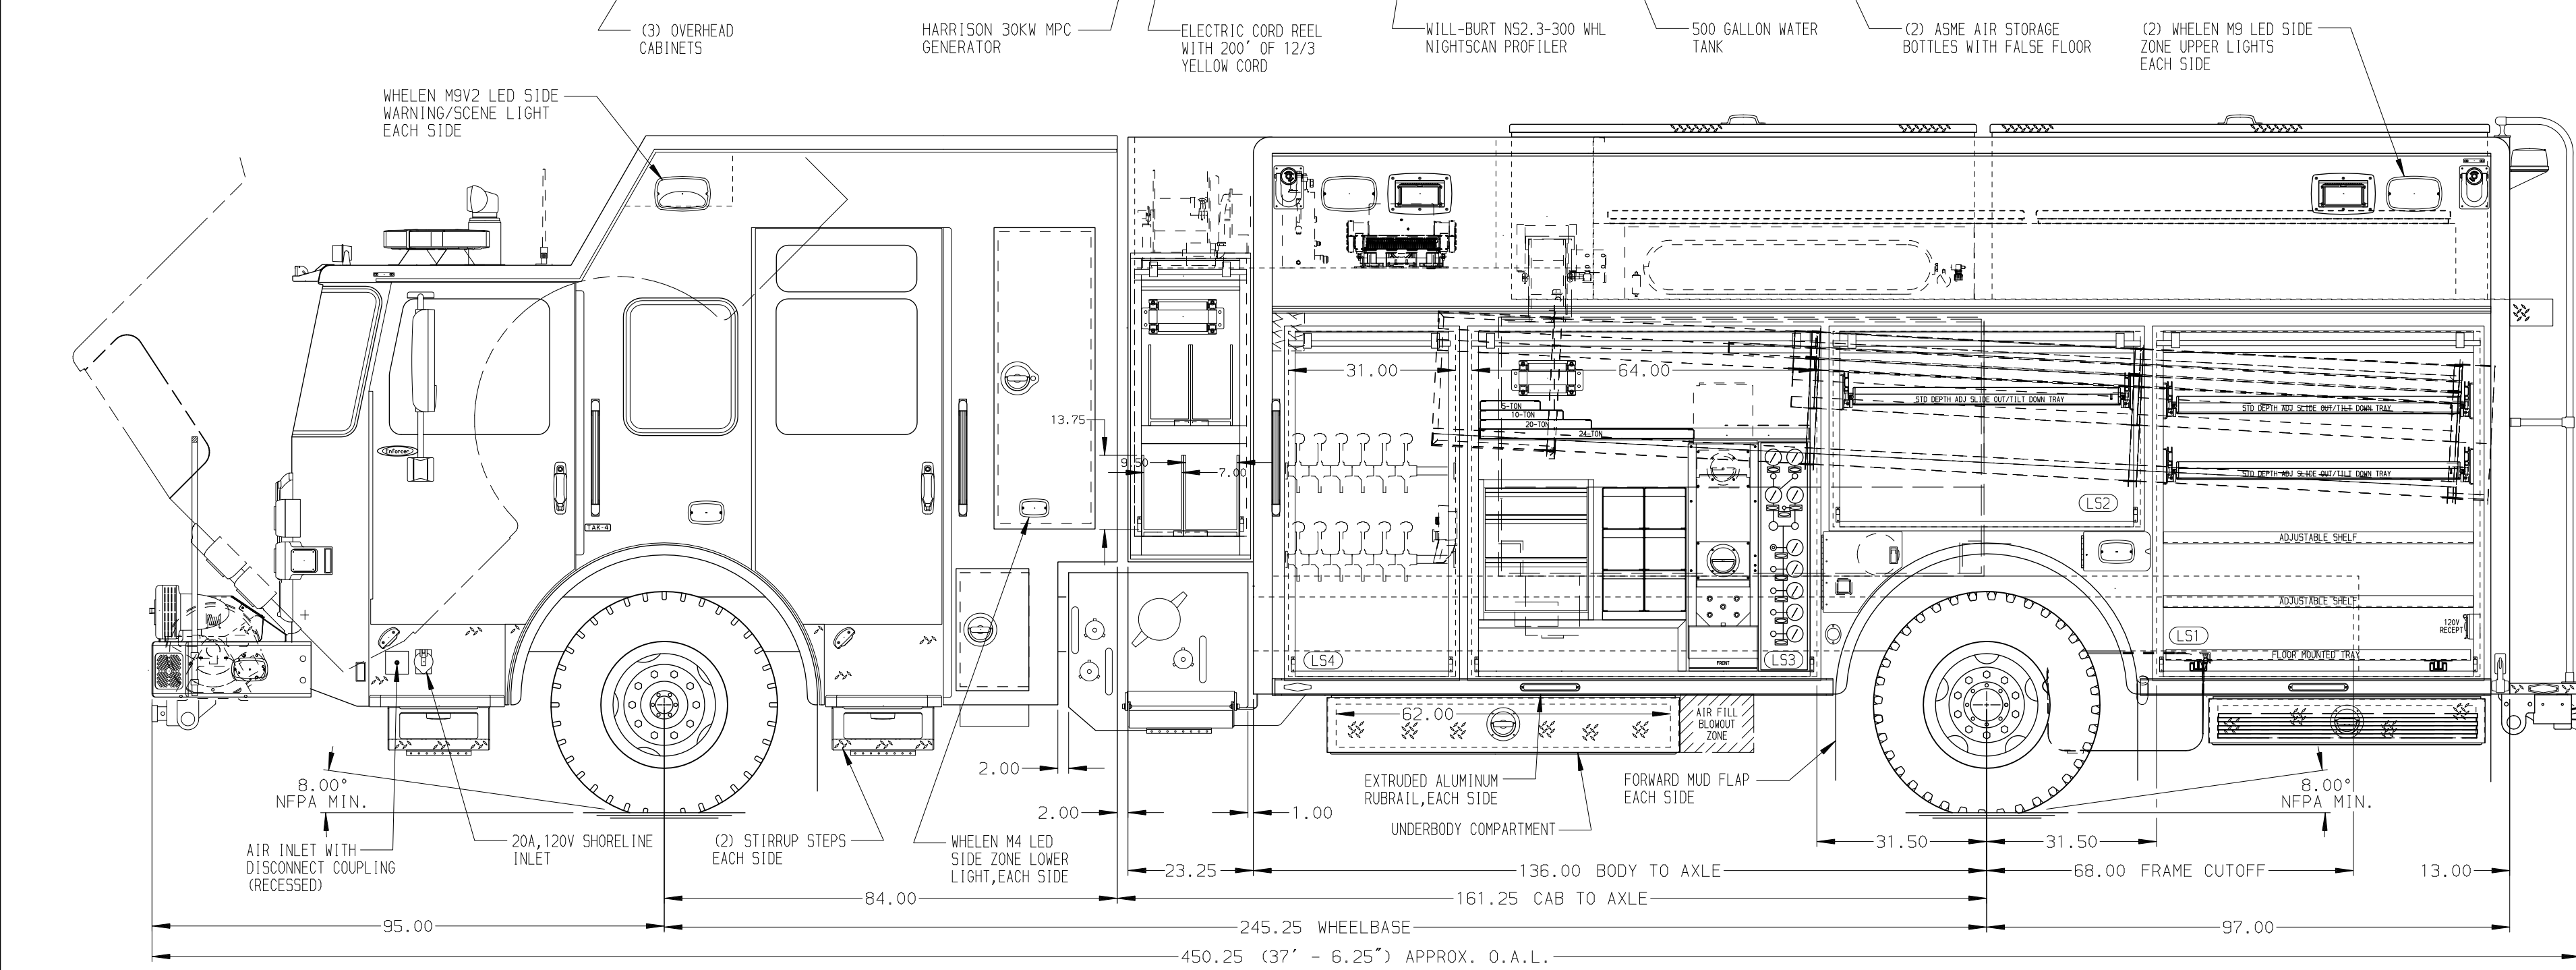 (3) OVERHEAD
CABINETS
HARRISON 30KW MPC
GENERATOR
ELECTRIC CORD REEL
WITH 200' OF 12/3
YELLOW CORD
WILL-BURT NS2.3-300 WHL
NIGHTSCAN PROFILER
500 GALLON WATER
TANK
(2) ASME AIR STORAGE
BOTTLES WITH FALSE FLOOR
(2) WHELEN M9 LED SIDE
ZONE UPPER LIGHTS
EACH SIDE
WHELEN M9V2 LED SIDE
WARNING/SCENE LIGHT
EACH SIDE
31.00
64.00
13.75
9.50
7.00
5-TON
10-TON
20-TON
24-TON
STD DEPTH ADJ SLIDE OUT/TILT DOWN TRAY
STD DEPTH ADJ SLIDE OUT/TILT DOWN TRAY
STD DEPTH ADJ SLIDE OUT/TILT DOWN TRAY
Enforcer
TAK-4
LS2
ADJUSTABLE SHELF
ADJUSTABLE SHELF
120V
RECEPT
LS1
FLOOR MOUNTED TRAY
LS4
FRONT
LS3
62.00
AIR FILL
BLOWOUT
ZONE
2.00
8.00°
NFPA MIN.
EXTRUDED ALUMINUM
RUBRAIL,EACH SIDE
FORWARD MUD FLAP
EACH SIDE
8.00°
NFPA MIN.
2.00
1.00
UNDERBODY COMPARTMENT
AIR INLET WITH
DISCONNECT COUPLING
(RECESSED)
20A,120V SHORELINE
INLET
(2) STIRRUP STEPS
EACH SIDE
WHELEN M4 LED
SIDE ZONE LOWER
LIGHT,EACH SIDE
31.50
31.50
23.25
136.00 BODY TO AXLE
68.00 FRAME CUTOFF
13.00
84.00
161.25 CAB TO AXLE
95.00
245.25 WHEELBASE
97.00
450.25 (37' - 6.25") APPROX. O.A.L.